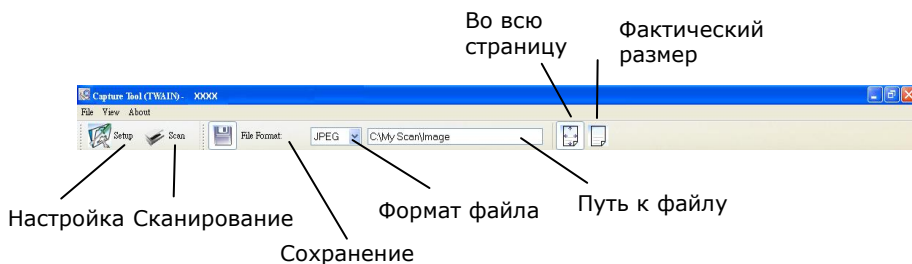 Во всю
страницу
Фактический
размер
Capture Tool (TWAIN) - XXXX
File View About
Setup Scan File Format: JPEG C:\My Scan\Image
Настройка Сканирование Формат файла Путь к файлу
Сохранение